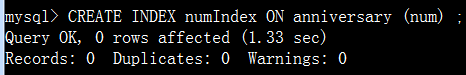 mysql> CREATE INDEX numIndex ON anniversary (num) ;
Query OK, 0 rows affected (1.33 sec)
Records: 0  Duplicates: 0  Warnings: 0